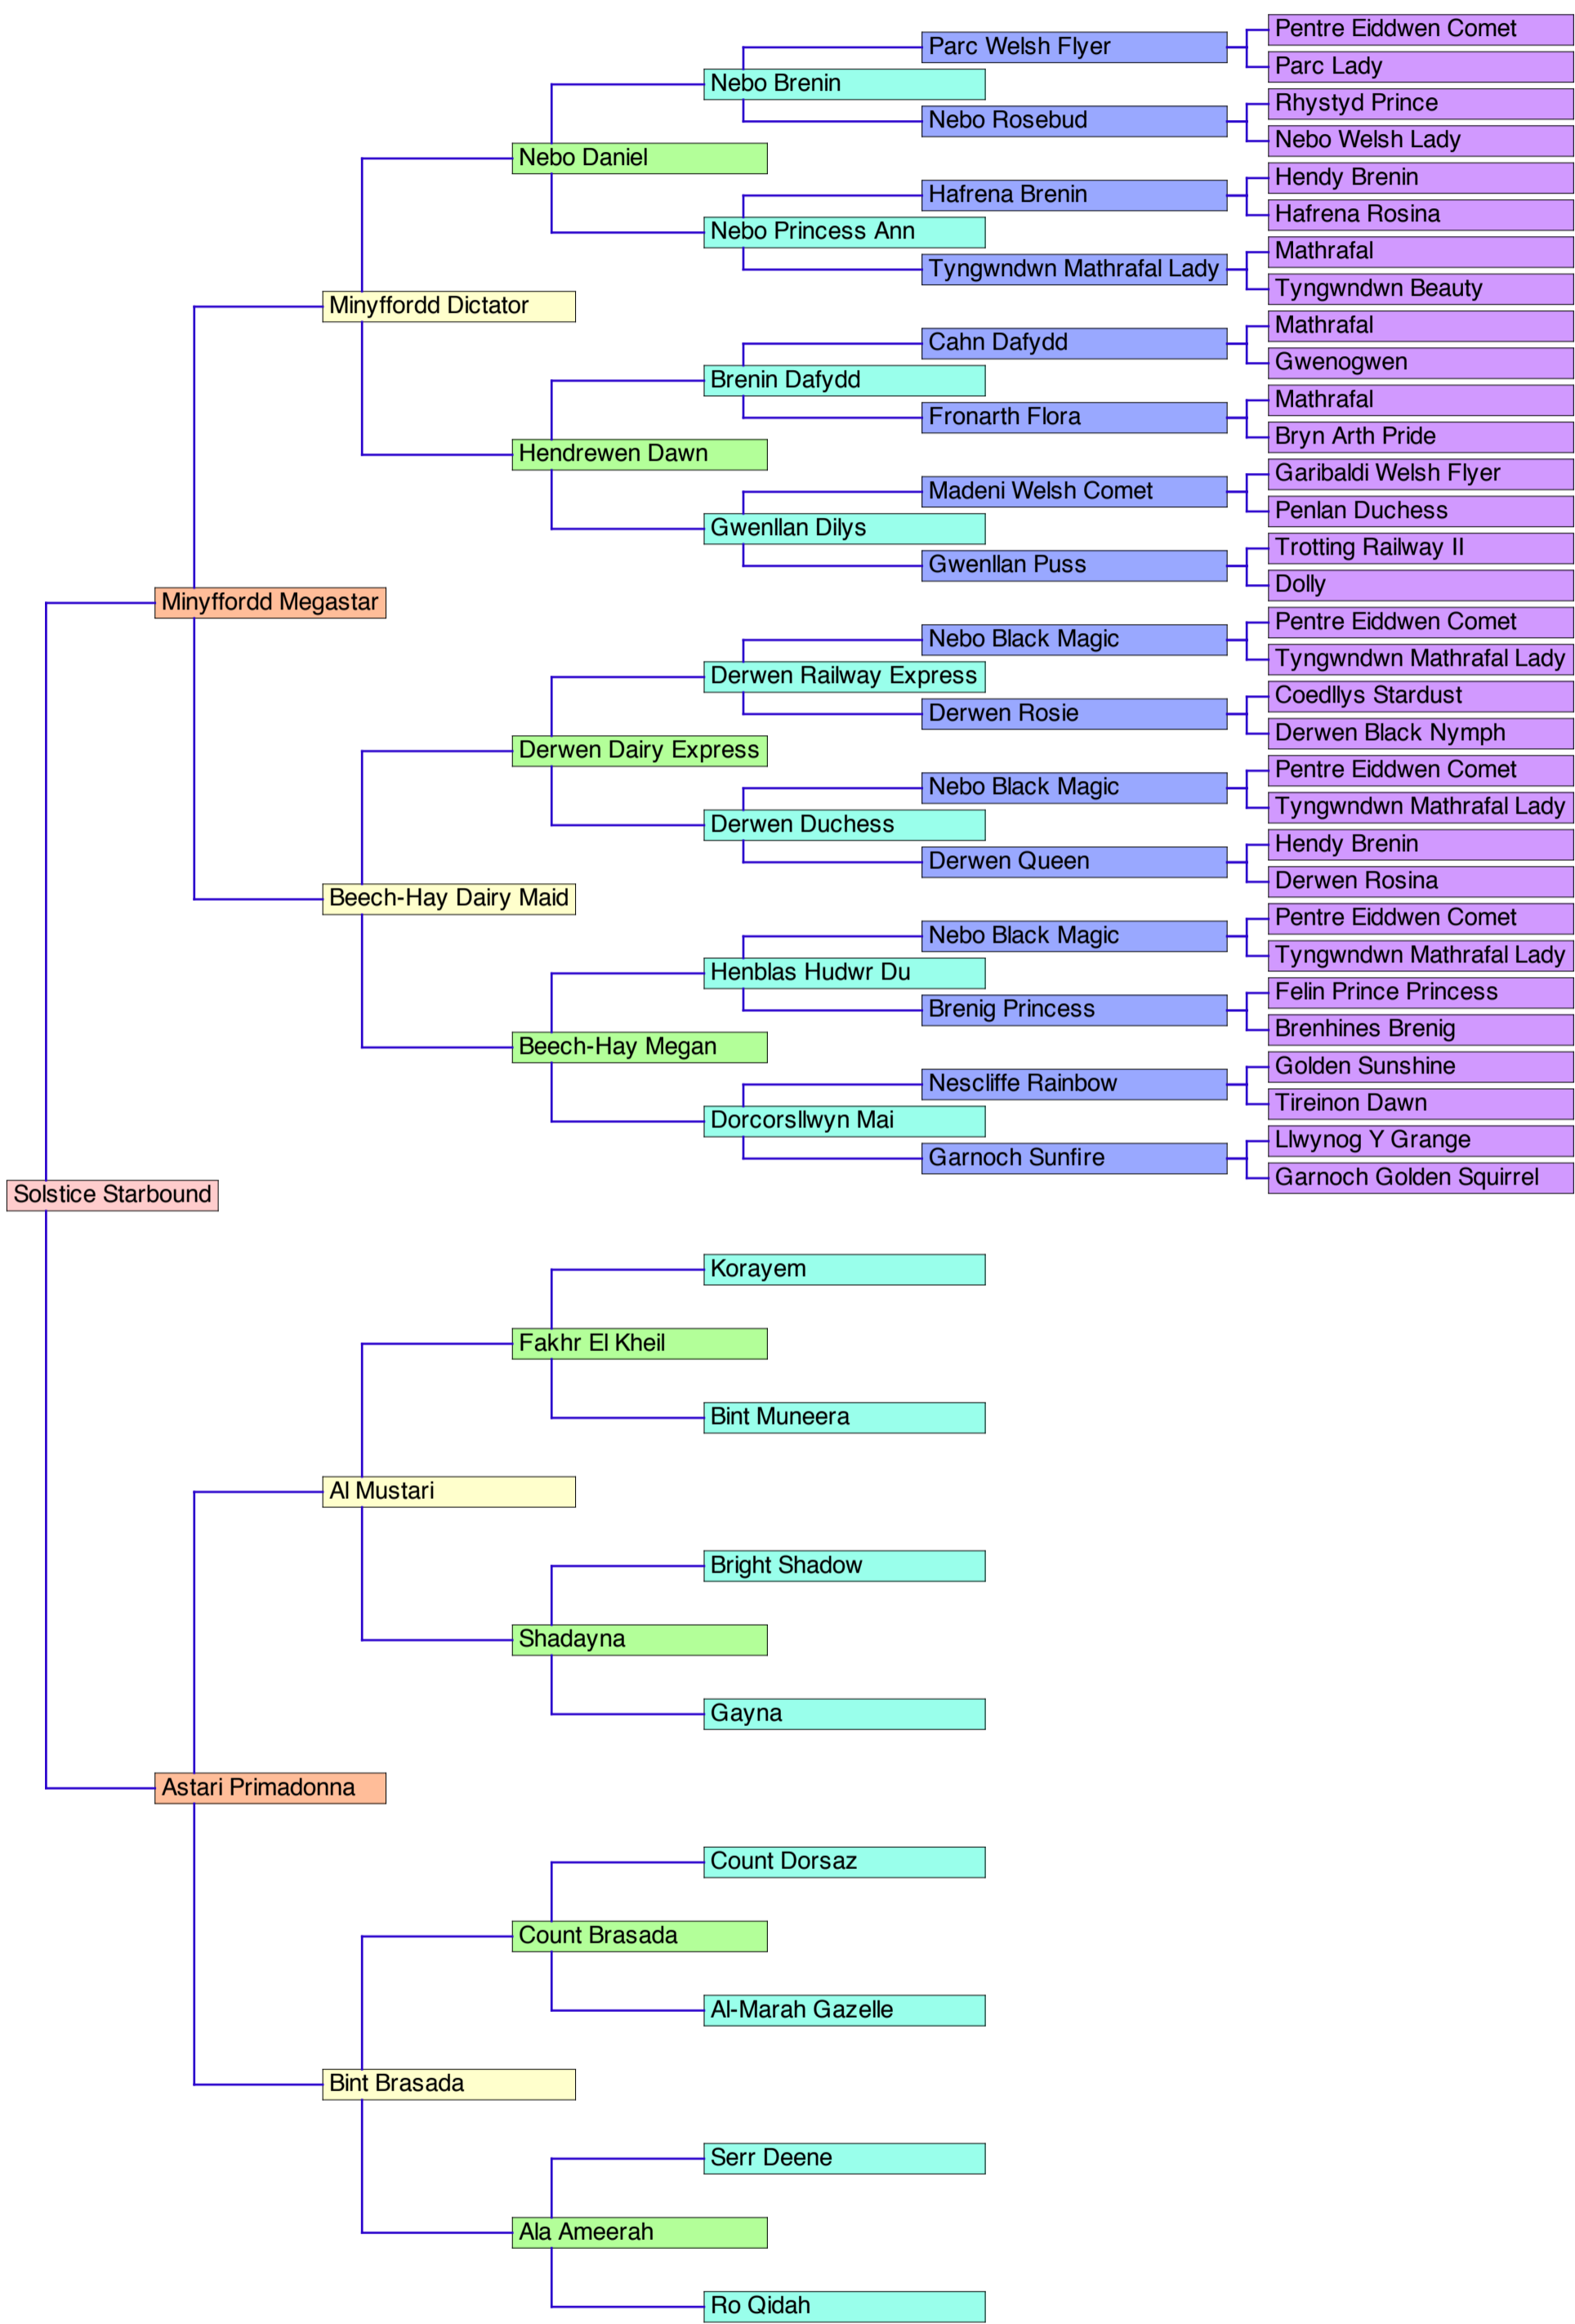 Pentre Eiddwen Comet
Parc Welsh Flyer
Parc Lady
Nebo Brenin
Rhystyd Prince
Nebo Rosebud
Nebo Welsh Lady
Nebo Daniel
Hendy Brenin
Hafrena Brenin
Hafrena Rosina
Nebo Princess Ann
Mathrafal
Tyngwndwn Mathrafal Lady
Tyngwndwn Beauty
Minyffordd Dictator
Mathrafal
Cahn Dafydd
Gwenogwen
Brenin Dafydd
Mathrafal
Fronarth Flora
Bryn Arth Pride
Hendrewen Dawn
Garibaldi Welsh Flyer
Madeni Welsh Comet
Penlan Duchess
Gwenllan Dilys
Trotting Railway II
Gwenllan Puss
Dolly
Minyffordd Megastar
Pentre Eiddwen Comet
Nebo Black Magic
Tyngwndwn Mathrafal Lady
Derwen Railway Express
Coedllys Stardust
Derwen Rosie
Derwen Black Nymph
Derwen Dairy Express
Pentre Eiddwen Comet
Nebo Black Magic
Tyngwndwn Mathrafal Lady
Derwen Duchess
Hendy Brenin
Derwen Queen
Derwen Rosina
Beech-Hay Dairy Maid
Pentre Eiddwen Comet
Nebo Black Magic
Tyngwndwn Mathrafal Lady
Henblas Hudwr Du
Felin Prince Princess
Brenig Princess
Brenhines Brenig
Beech-Hay Megan
Golden Sunshine
Nescliffe Rainbow
Tireinon Dawn
Dorcorsllwyn Mai
Llwynog Y Grange
Garnoch Sunfire
Garnoch Golden Squirrel
Solstice Starbound
Korayem
Fakhr El Kheil
Bint Muneera
Al Mustari
Bright Shadow
Shadayna
Gayna
Astari Primadonna
Count Dorsaz
Count Brasada
Al-Marah Gazelle
Bint Brasada
Serr Deene
Ala Ameerah
Ro Qidah